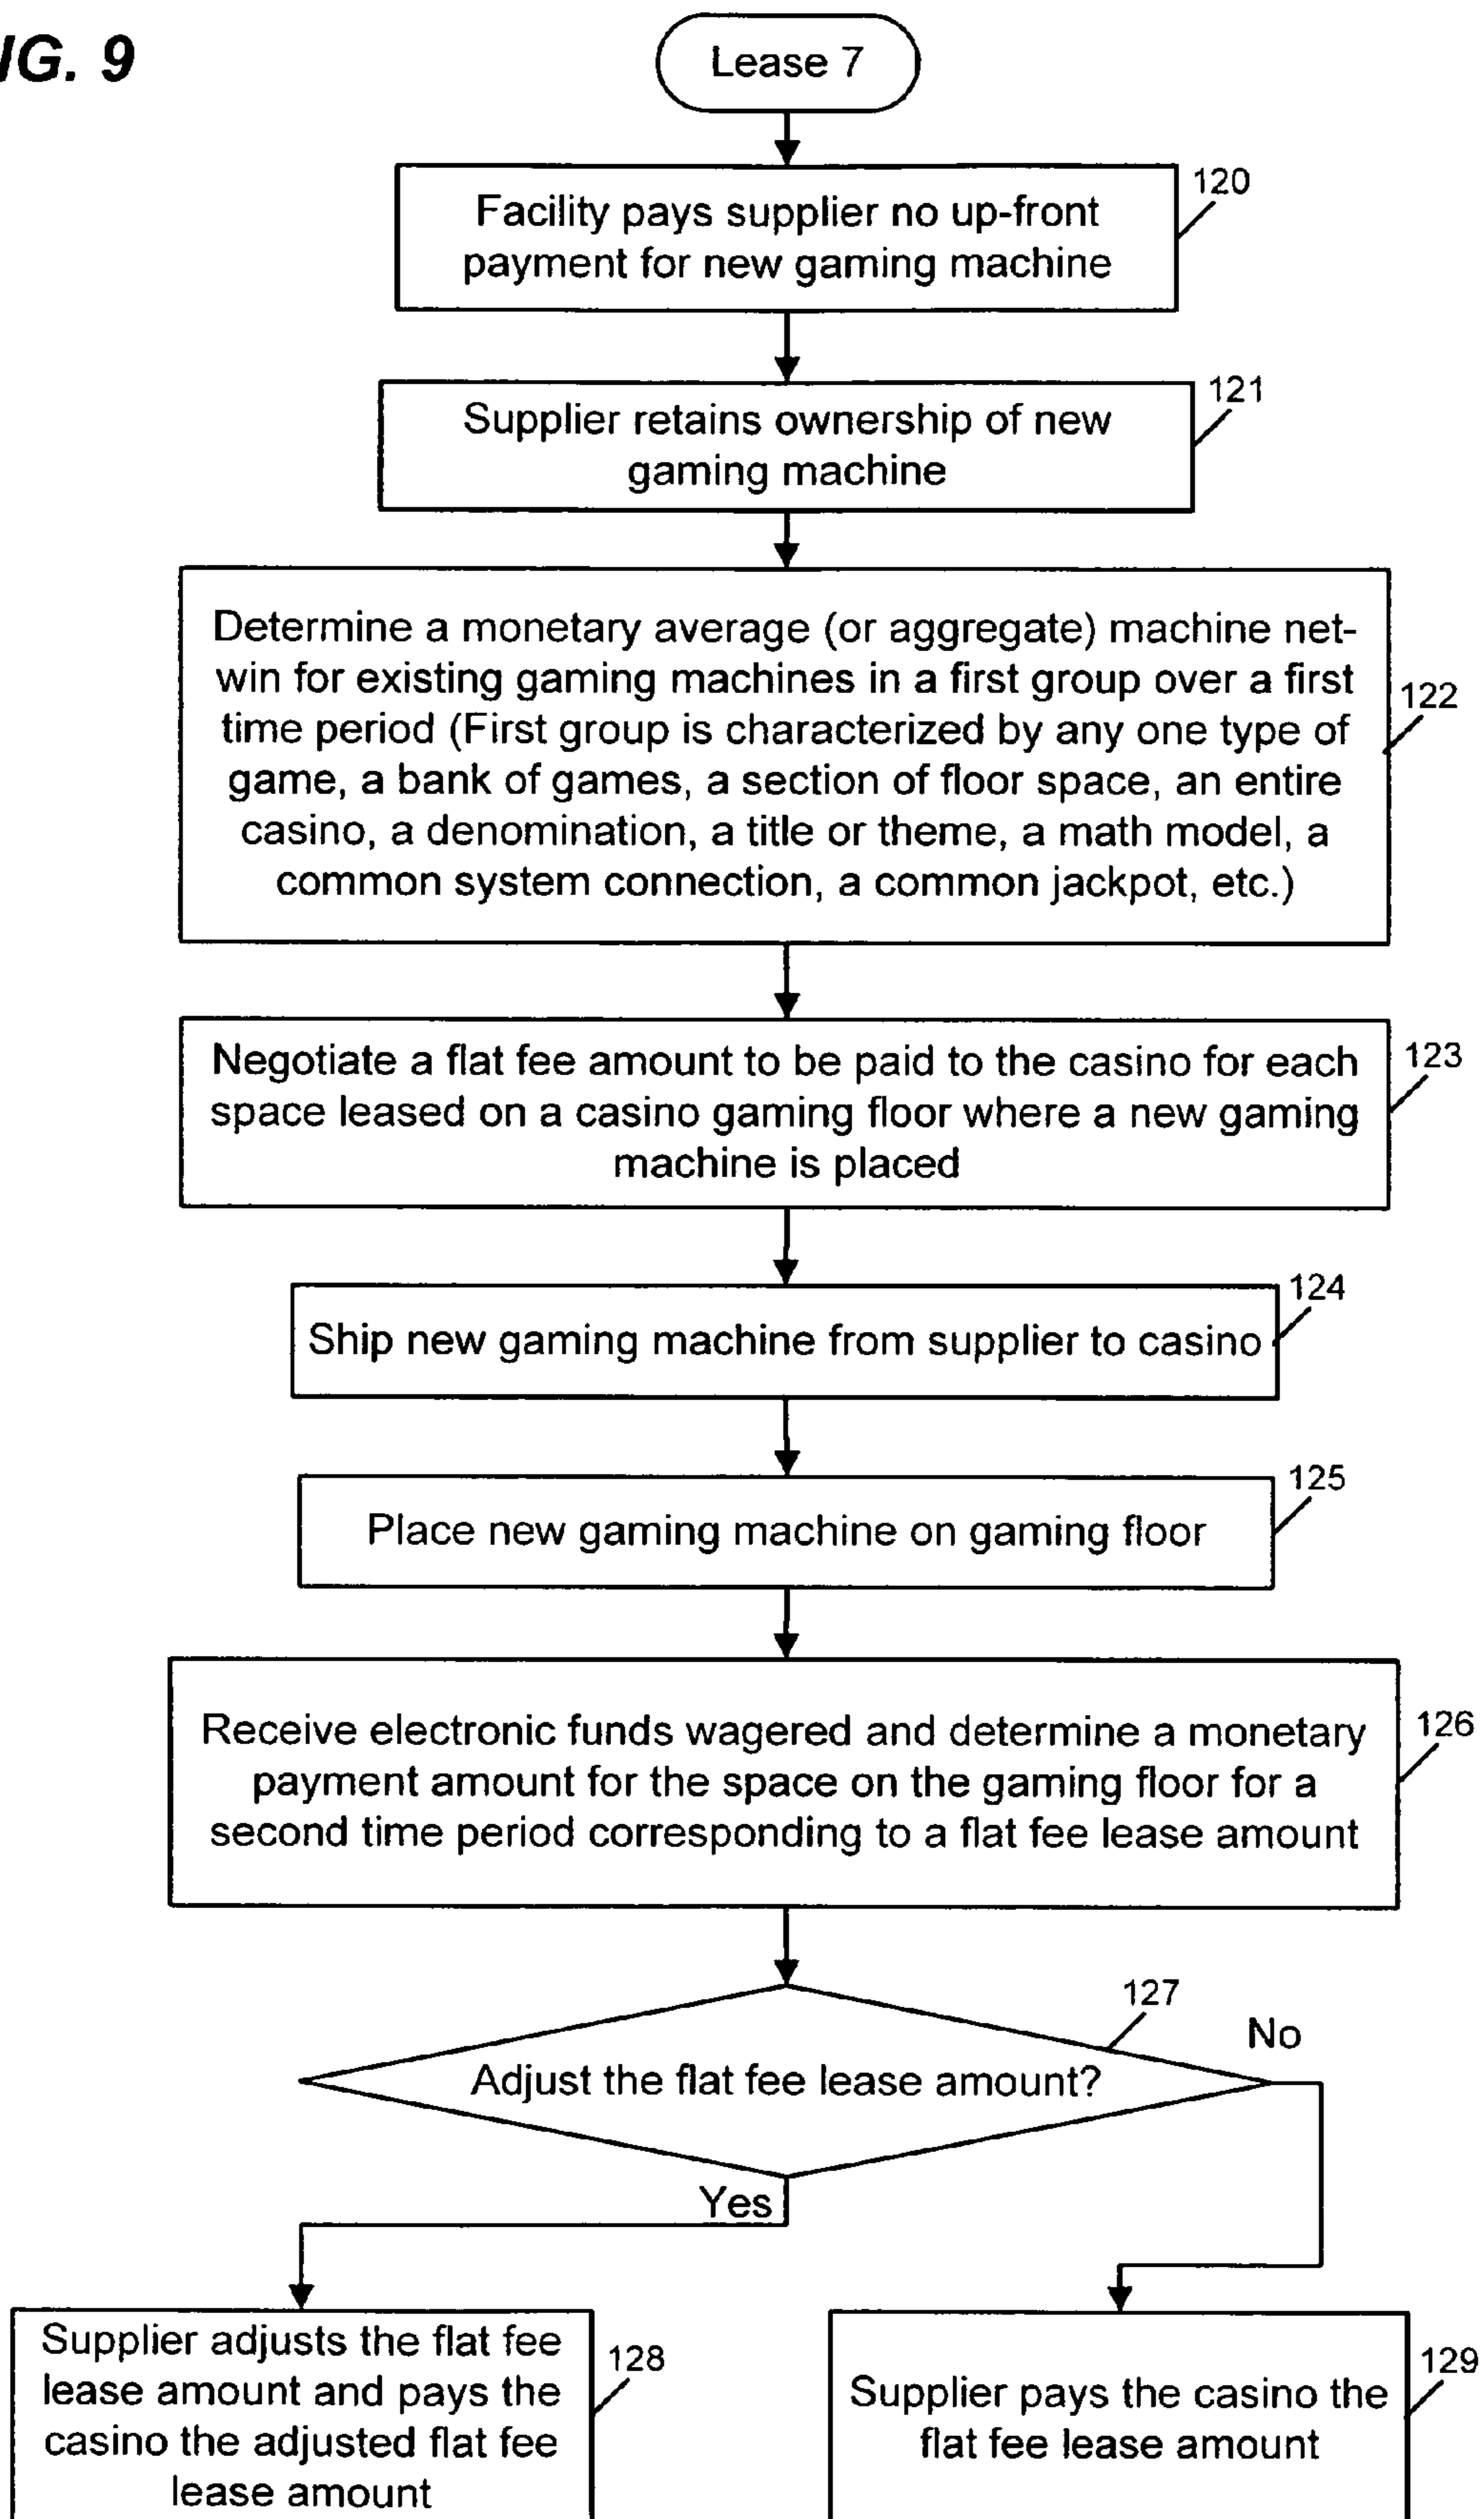 IG. 9
Lease 7
120
Facility pays supplier no up-front
payment for new gaming machine
121
Supplier retains ownership of new
gaming machine
Determine a monetary average (or aggregate) machine net-
win for existing gaming machines in a first group over a first
time period (First group is characterized by any one type of
game, a bank of games, a section of floor space, an entire
casino, a denomination, a title or theme, a math model, a
common system connection, a common jackpot, etc.)
122
Negotiate a flat fee amount to be paid to the casino for each
space leased on a casino gaming floor where a new gaming
machine is placed
123
124
Ship new gaming machine from supplier to casino
125
Place new gaming machine on gaming floor
Receive electronic funds wagered and determine a monetary
payment amount for the space on the gaming floor for a
second time period corresponding to a flat fee lease amount
126
127
No
Adjust the flat fee lease amount?
Yes
Supplier adjusts the flat fee
lease amount and pays the
casino the adjusted flat fee
lease amount
128
Supplier pays the casino the
flat fee lease amount
129